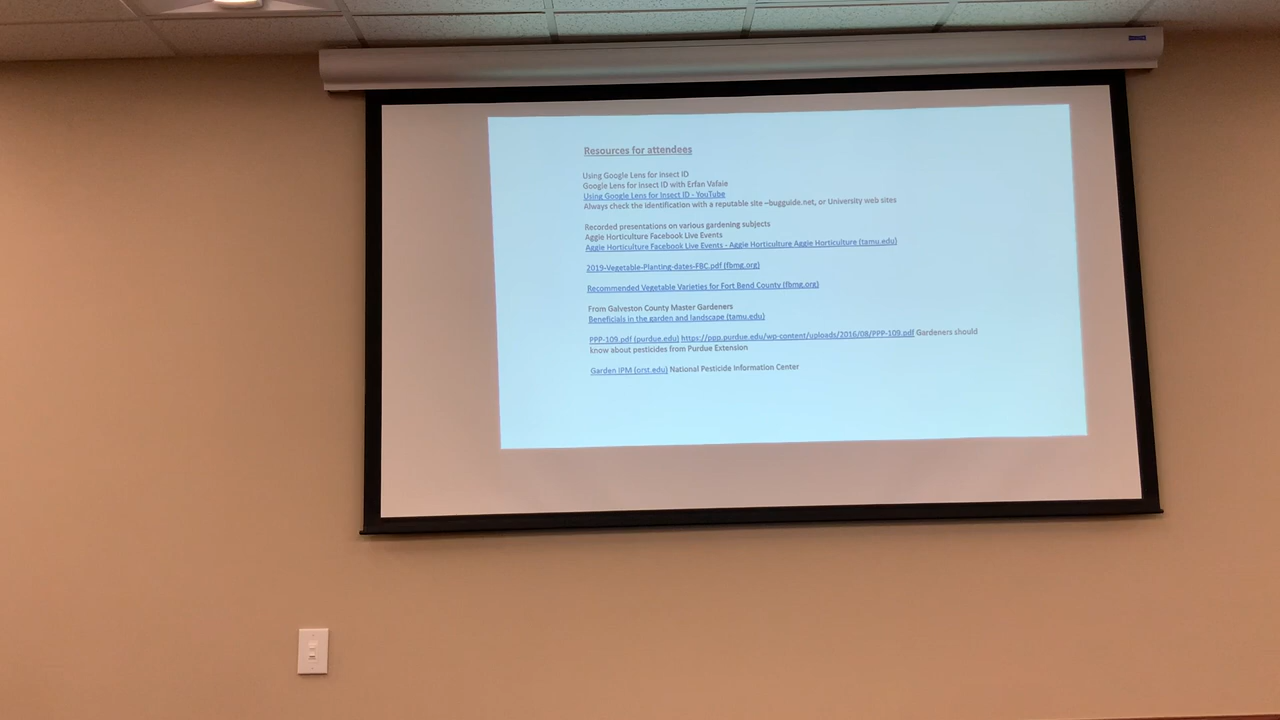 Resources for attendees
Using Google Lens for Insect ID
Google Lens for Insect ID with Erfan Vafaie
Using Google Lens for Insect ID - YouTube
Always check the identification with a reputable site –bugguide.net, or University web sites
Recorded presentations on various gardening subjects
Aggie Horticulture Facebook Live Events
Aggie Horticulture Facebook Live Events - Aggie Horticulture Aggie Horticulture (tamu.edu)
2019-Vegetable-Planting-dates-FBC.pdf (fbmg.org)
Recommended Vegetable Varieties for Fort Bend County (fbmg.org)
From Galveston County Master Gardeners
Beneficials in the garden and landscape (tamu.edu)
PPP-109.pdf (purdue.edu) https://ppp.purdue.edu/wp-content/uploads/2016/08/PPP-109.pdf Gardeners should
know about pesticides from Purdue Extension
Garden IPM (orst.edu) National Pesticide Information Center